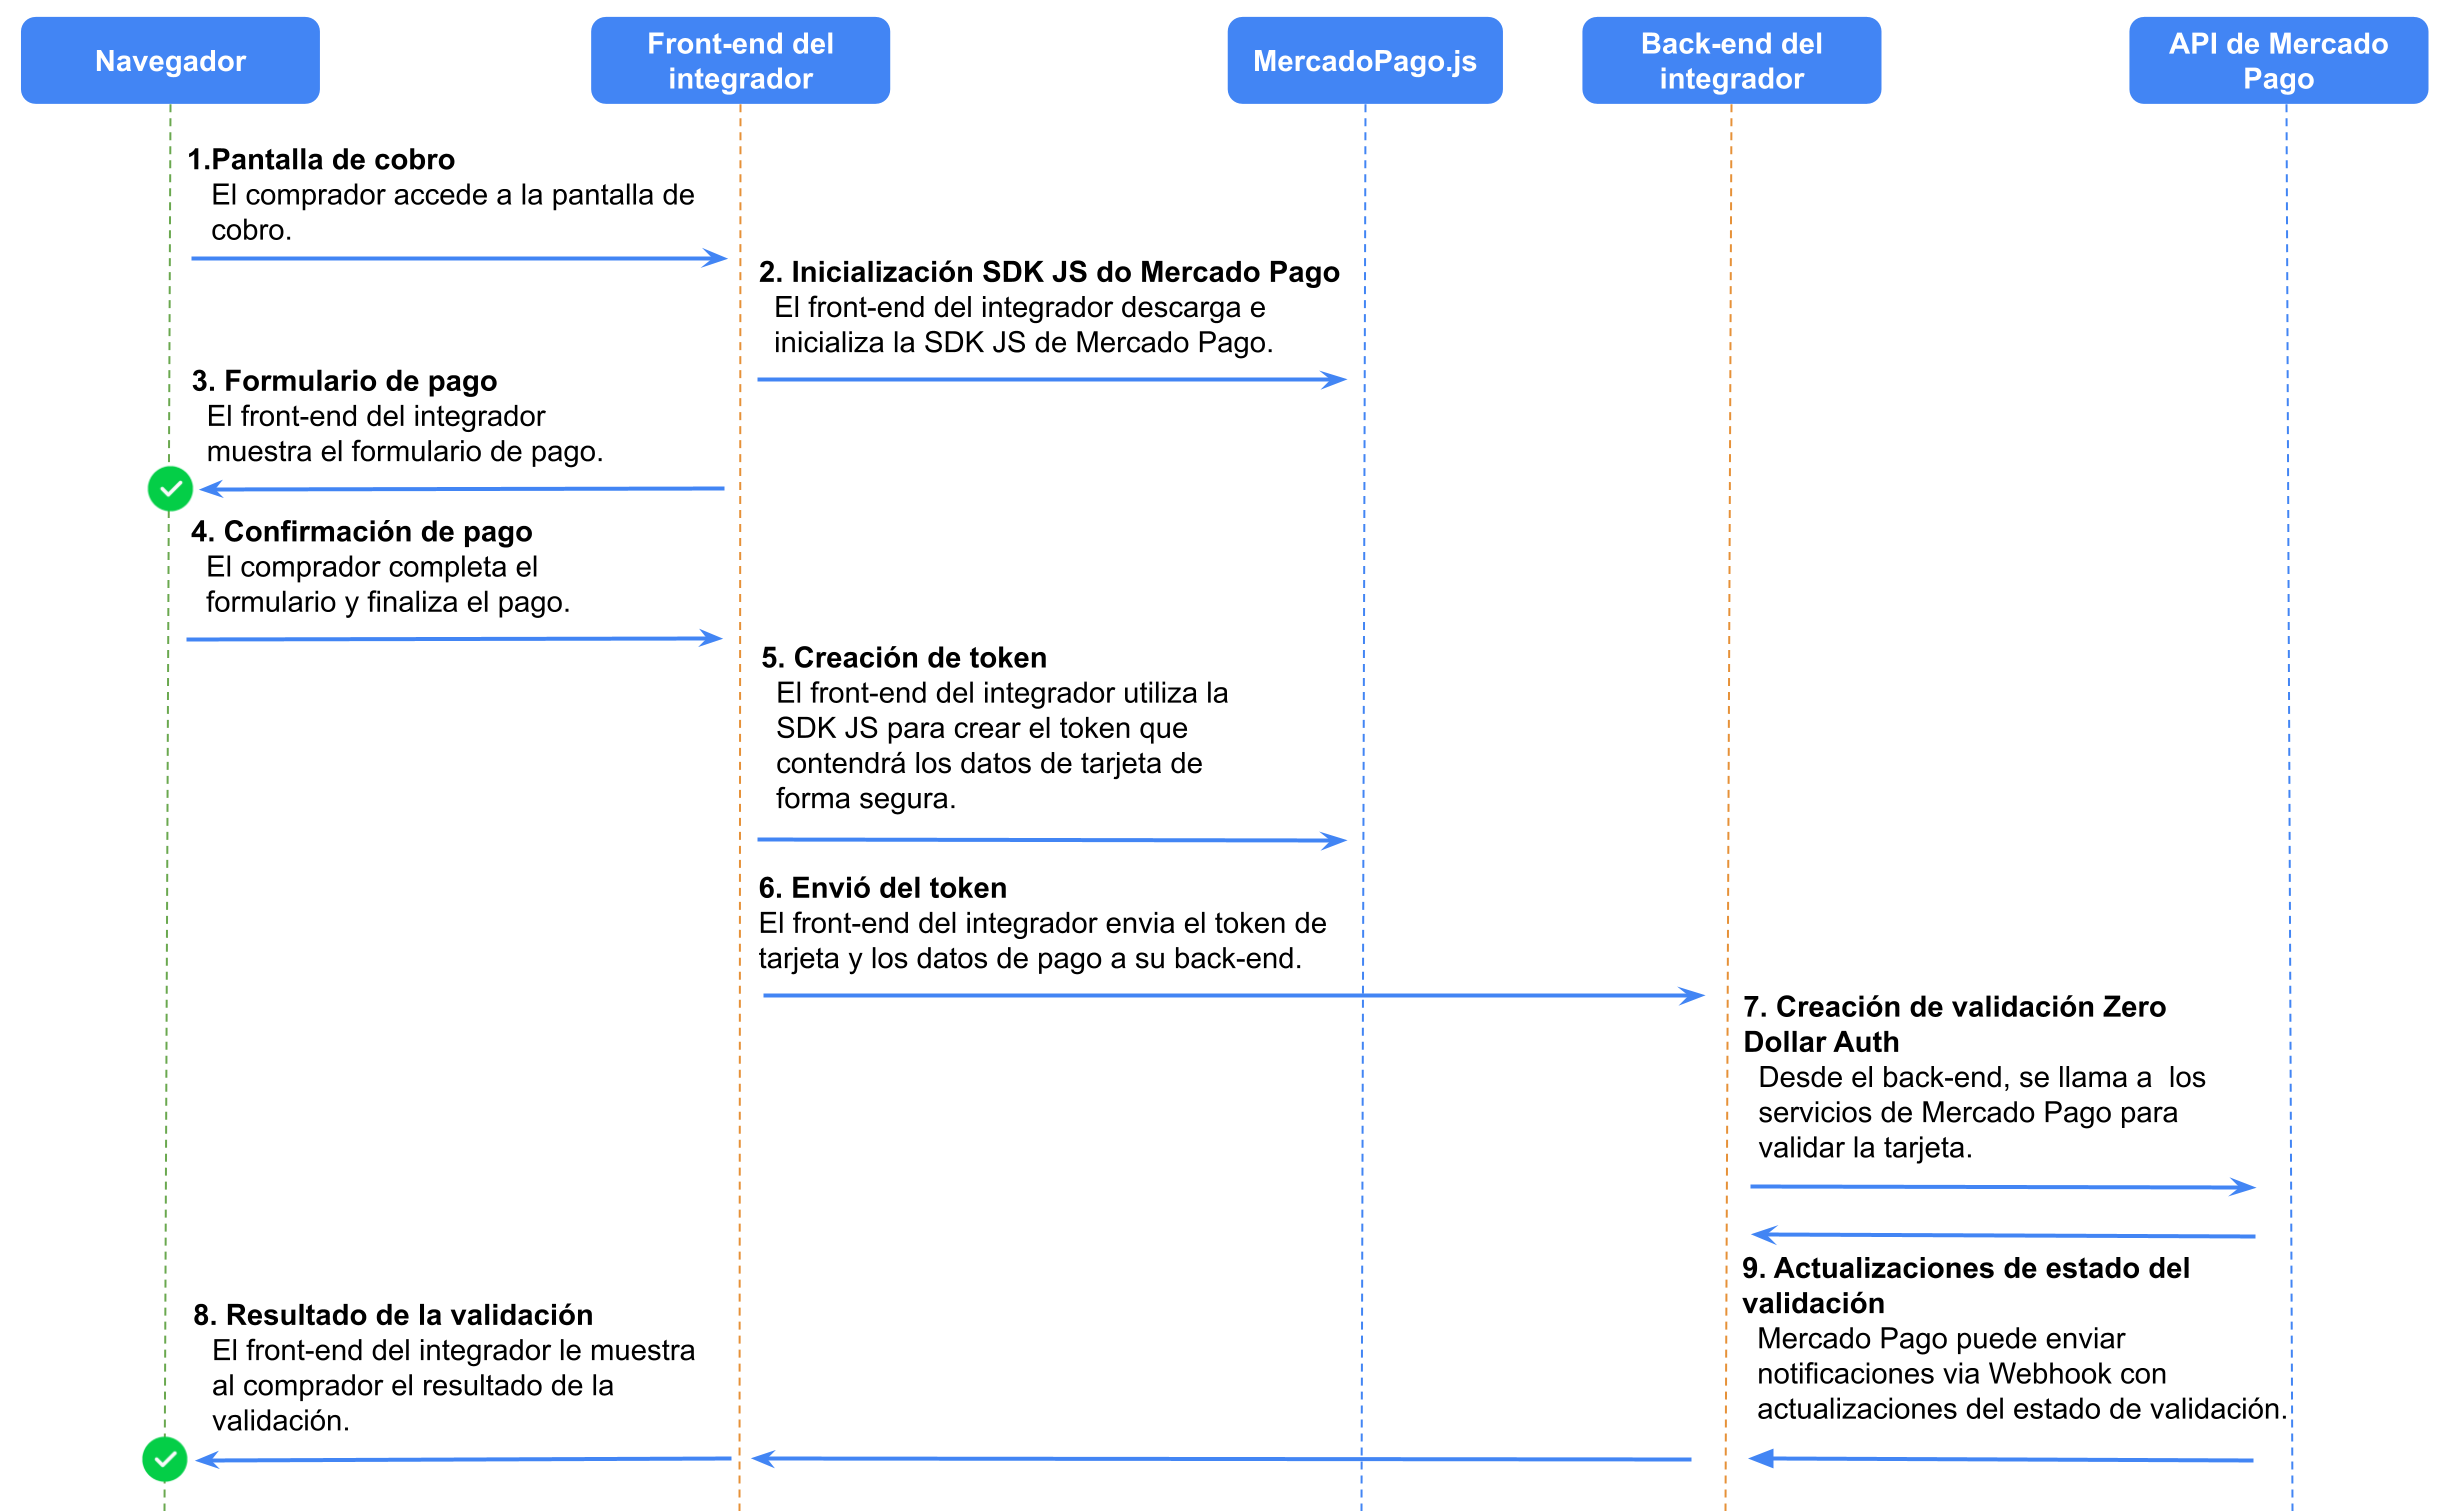 Navegador
Front-end del
integrador
MercadoPago.js
Back-end del
integrador
API de Mercado
Pago
1.Pantalla de cobro
El comprador accede a la pantalla de
cobro.
2. Inicialización SDK JS do Mercado Pago
El front-end del integrador descarga e
inicializa la SDK JS de Mercado Pago.
3. Formulario de pago
El front-end del integrador
muestra el formulario de pago.
4. Confirmación de pago
El comprador completa el
formulario y finaliza el pago.
5. Creación de token
El front-end del integrador utiliza la
SDK JS para crear el token que
contendrá los datos de tarjeta de
forma segura.
6. Envió del token
El front-end del integrador envia el token de
tarjeta y los datos de pago a su back-end.
7. Creación de validación Zero
Dollar Auth
Desde el back-end, se llama a  los
servicios de Mercado Pago para
validar la tarjeta.
8. Resultado de la validación
El front-end del integrador le muestra
al comprador el resultado de la
validación.
9. Actualizaciones de estado del
validación
Mercado Pago puede enviar
notificaciones via Webhook con
actualizaciones del estado de validación.